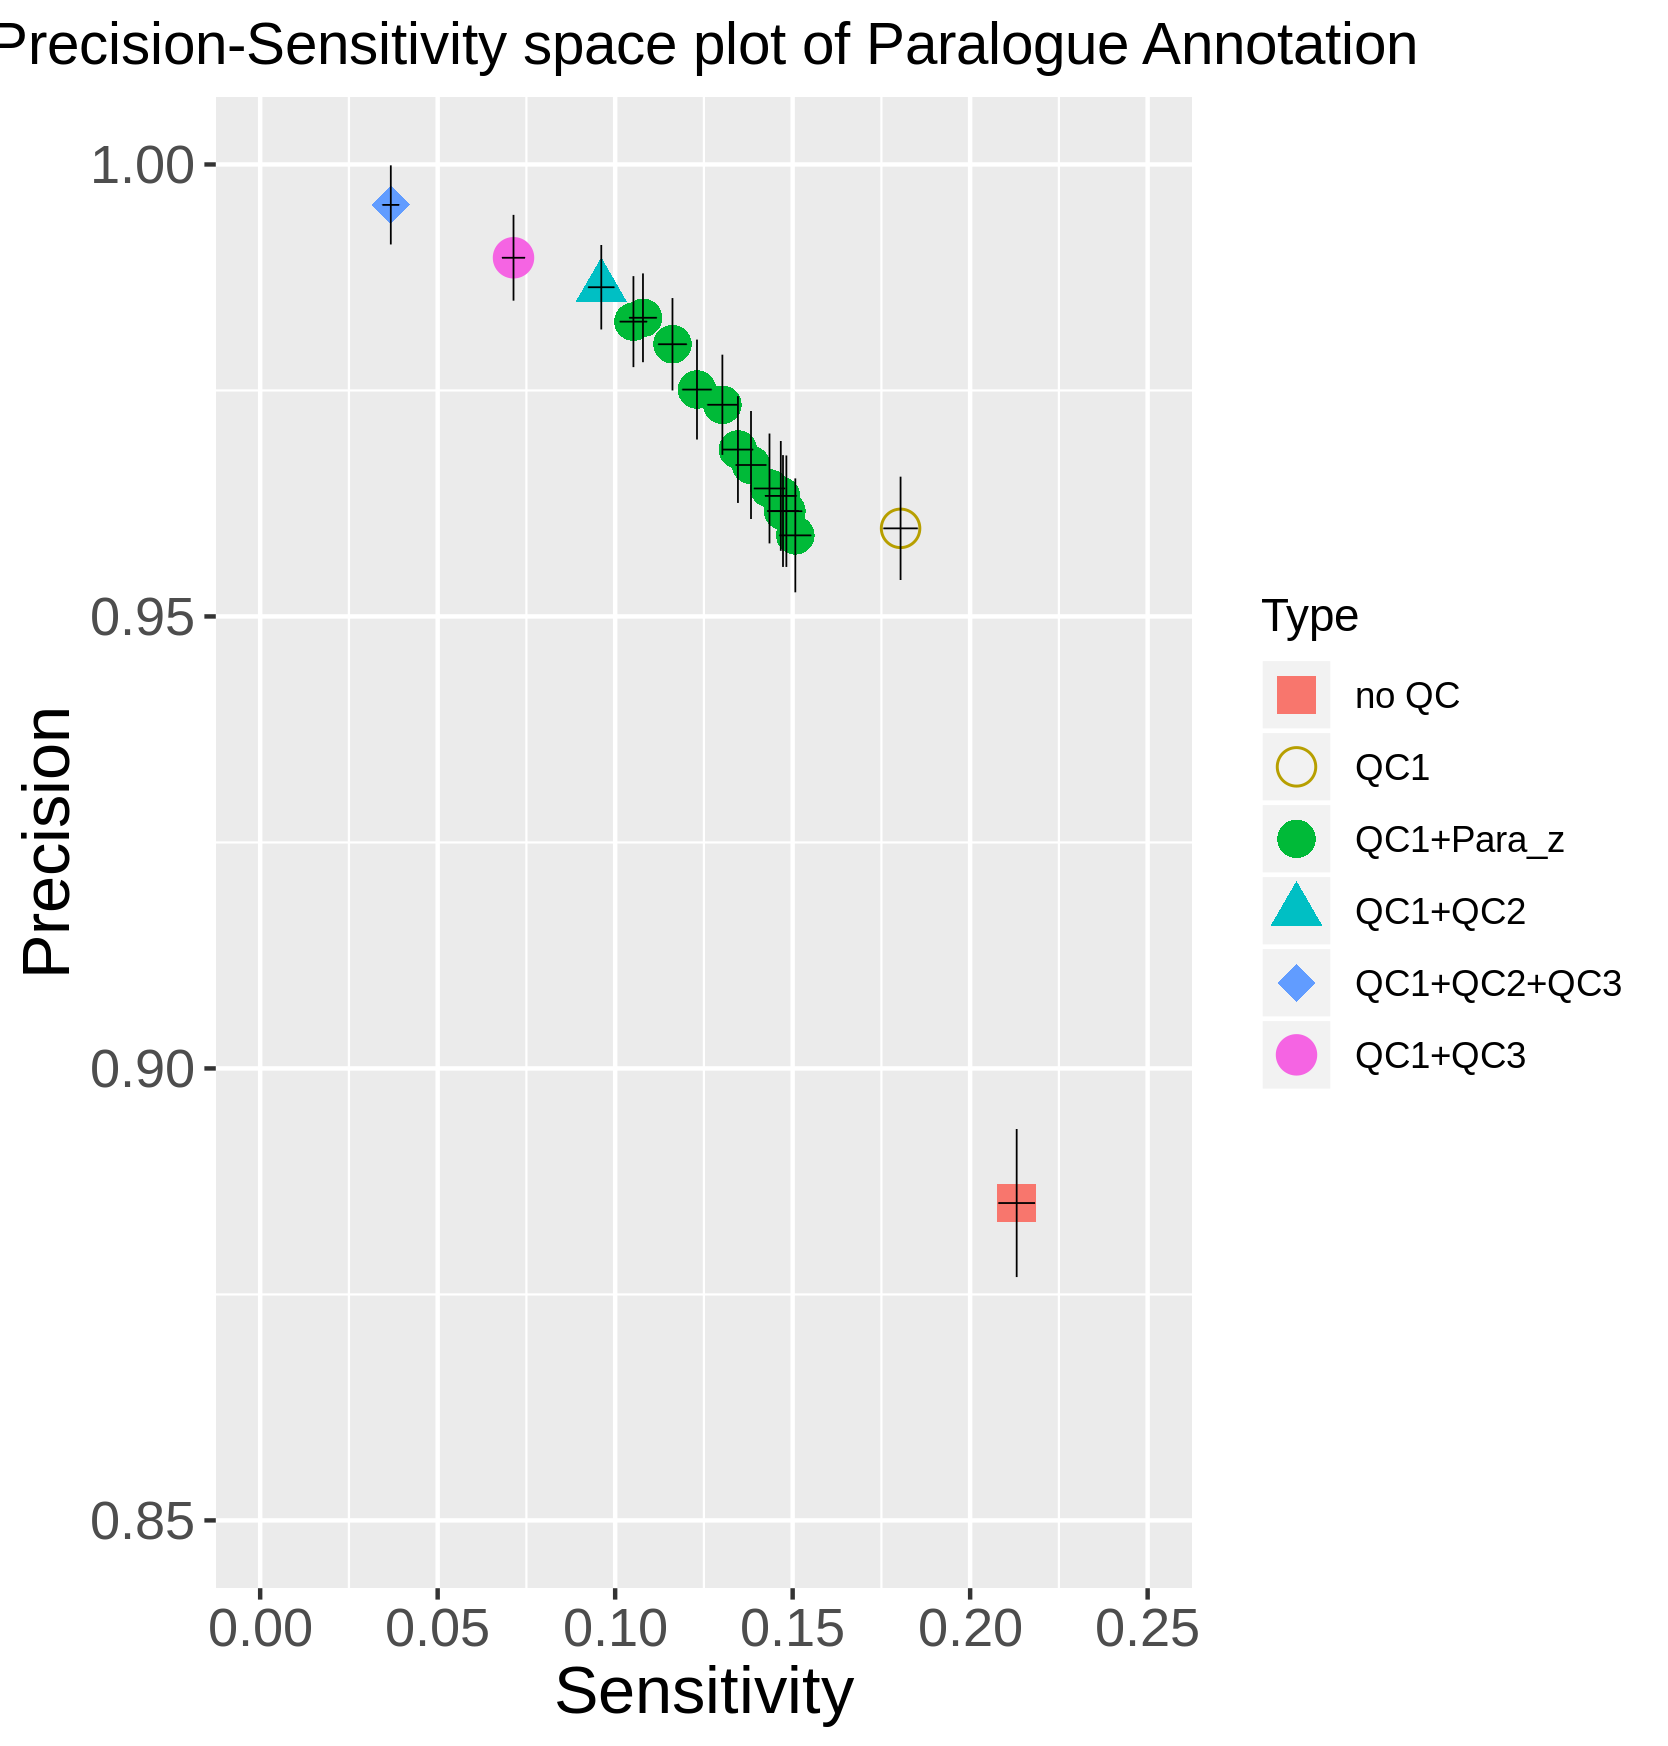 Precision-Sensitivity space plot of Paralogue Annotation
1.00
0.95
0.90
0.85
Precision
0.00 0.05 0.10 0.15 0.20 0.25
Sensitivity
Type
no QC
QC1
QC1+Para_z
QC1+QC2
QC1+QC2+QC3
QC1+QC3